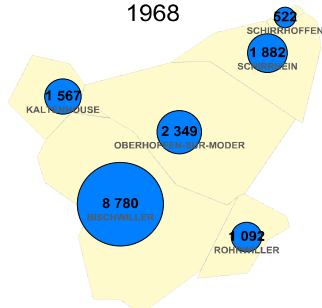 1968
522
SCHIRRHOFFEN
1 882
SCHIRRHEIN
1 567
KALTENHOUSE
2 349
OBERHOFFEN-SUR-MODER
8 780
BISCHWILLER
1 092
ROHRWILLER